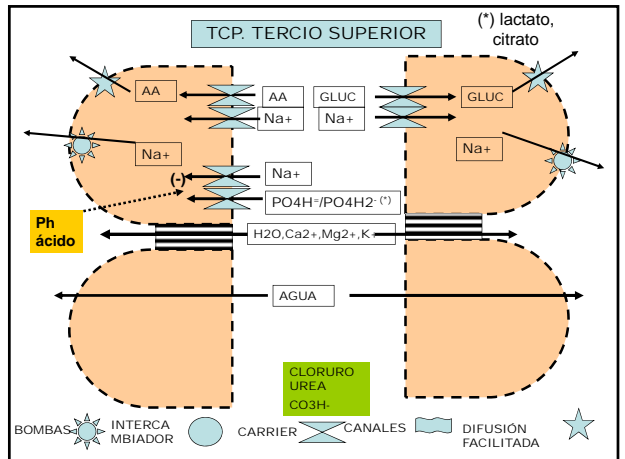 TCP. TERCIO SUPERIOR
(*) lactato,
citrato
AA
AA
GLUC
GLUC
Na+
Na+
Na+
Na+
(-)
Na+
PO4H=/PO4H2-(*)
Ph
ácido
H2O,Ca2+,Mg2+,K+
AGUA
CLORURO
UREA
CO3H-
BOMBAS
INTERCA
MBIADOR
CARRIER
CANALES
DIFUSIÓN
FACILITADA